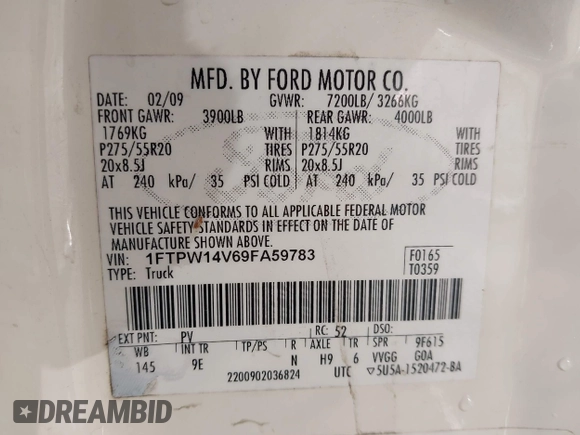 MFD. BY FORD MOTOR CO.
DATE: 02/09 GVWR: 7200LB/ 3266KG
FRONT GAWR: 3900LB REAR GAWR: 4000LB
1769KG WITH 1814KG WITH
P275/55R20 TIRES P275/55R20 TIRES
20x8.5J RIMS 20x8.5J RIMS
AT 240 kPa/ 35 PSI COLD AT 240 kPa/ 35 PSI COLD
THIS VEHICLE CONFORMS TO ALL APPLICABLE FEDERAL MOTOR
VEHICLE SAFETY STANDARDS IN EFFECT ON THE DATE OF
MANUFACTURE SHOWN ABOVE.
VIN: 1FTPW14V69FA59783 F0165
TYPE: Truck T0359
EXT PNT: PV RC: 52 DSO:
WB INT TR TP/PS R AXLE TR SPR 9F615
145 9E N H9 6 VVGG G0A
2200902036824 UTC 5U5A-1520472-BA
DREAMBID